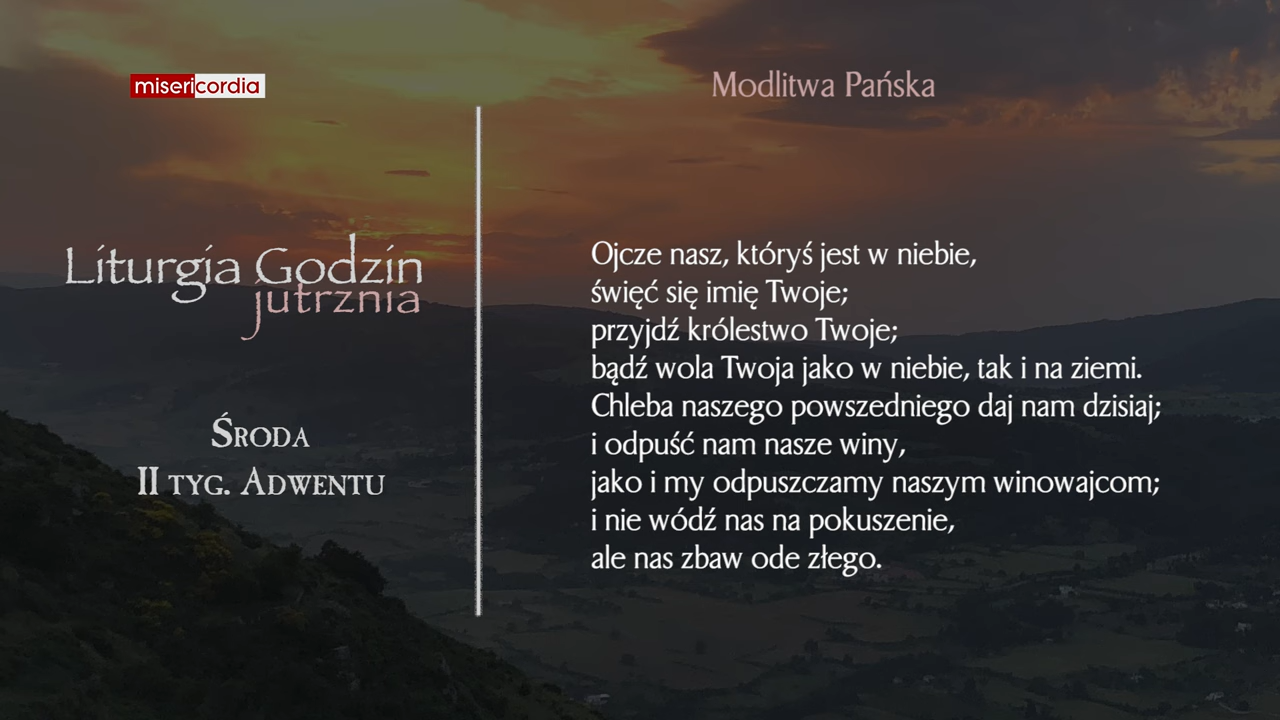 misericordia
Liturgia Godzin
jutrznia
Środa
II tyg. Adwentu
Modlitwa Pańska
Ojcze nasz, któryś jest w niebie,
święć się imię Twoje;
przyjdź królestwo Twoje;
bądź wola Twoja jako w niebie, tak i na ziemi.
Chleba naszego powszedniego daj nam dzisiaj;
i odpuść nam nasze winy,
jako i my odpuszczamy naszym winowajcom;
i nie wódź nas na pokuszenie,
ale nas zbaw ode złego.